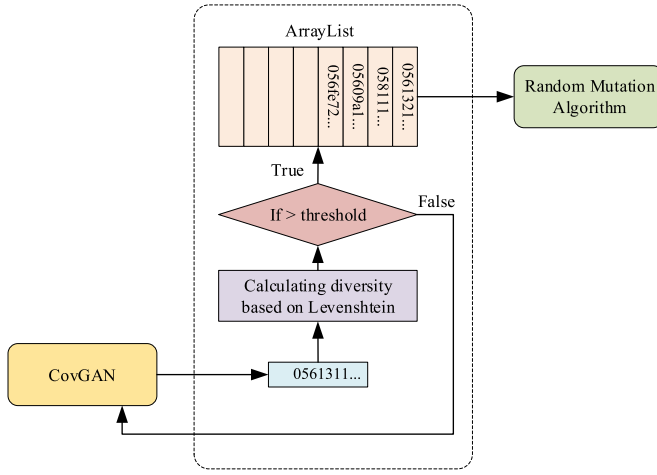 ArrayList
056fe72...
05609a1...
058111...
0561321...
Random Mutation
Algorithm
True
False
If > threshold
Calculating diversity
based on Levenshtein
CovGAN
0561311...